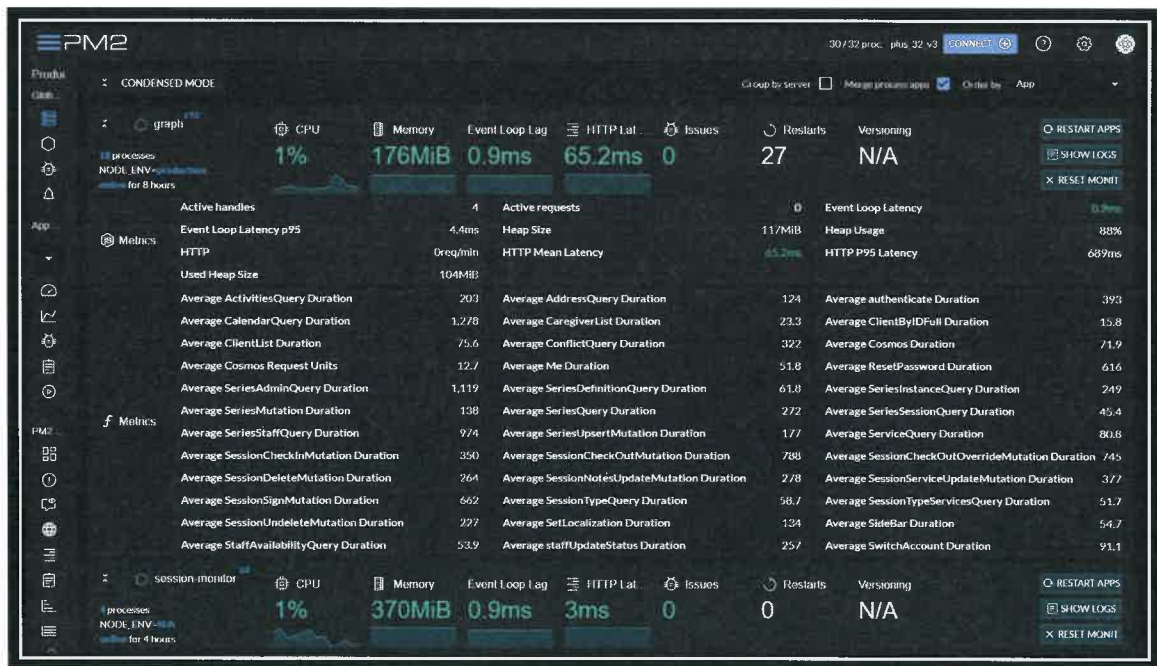 PM2
30/32 proc. plus_32_v3 CONNECT
Produ
CONDENSED MODE
Group by server Merge process apps Order by App
graph CPU Memory Event Loop Lag HTTP Lat.. Issues Restarts Versioning RESTART APPS
processes 1% 176MiB 0.9ms 65.2ms 0 27 N/A SHOW LOGS
NODE_ENV=production
online for 8 hours RESET MONIT
Active handles 4 Active requests 0 Event Loop Latency 0.9ms
App ...
Metrics
Event Loop Latency p95 4.4ms Heap Size 117MiB Heap Usage 88%
HTTP 0req/min HTTP Mean Latency 65.2ms HTTP P95 Latency 689ms
Used Heap Size 104MiB
Average ActivitiesQuery Duration 203 Average AddressQuery Duration 124 Average authenticate Duration 393
Average CalendarQuery Duration 1,278 Average CaregiverList Duration 23.3 Average ClientByIDFull Duration 15.8
Average ClientList Duration 75.6 Average ConflictQuery Duration 322 Average Cosmos Duration 71.9
Average Cosmos Request Units 12.7 Average Me Duration 51.8 Average ResetPassword Duration 616
Average SeriesAdminQuery Duration 1,119 Average SeriesDefinitionQuery Duration 61.8 Average SeriesInstanceQuery Duration 249
Metrics
Average SeriesMutation Duration 138 Average SeriesQuery Duration 272 Average SeriesSessionQuery Duration 45.4
PM2 ...
Average SeriesStaffQuery Duration 974 Average SeriesUpsertMutation Duration 177 Average ServiceQuery Duration 80.8
Average SessionCheckInMutation Duration 350 Average SessionCheckOutMutation Duration 788 Average SessionCheckOutOverrideMutation Duration 745
Average SessionDeleteMutation Duration 264 Average SessionNotesUpdateMutation Duration 278 Average SessionServiceUpdateMutation Duration 377
Average SessionSignMutation Duration 662 Average SessionTypeQuery Duration 58.7 Average SessionTypeServicesQuery Duration 51.7
Average SessionUndeleteMutation Duration 227 Average SetLocalization Duration 134 Average SideBar Duration 54.7
Average StaffAvailabilityQuery Duration 53.9 Average staffUpdateStatus Duration 257 Average SwitchAccount Duration 91.1
session-monitor CPU Memory Event Loop Lag HTTP Lat.. Issues Restarts Versioning RESTART APPS
4 processes 1% 370MiB 0.9ms 3ms 0 0 N/A SHOW LOGS
NODE_ENV=N/A
online for 4 hours RESET MONIT